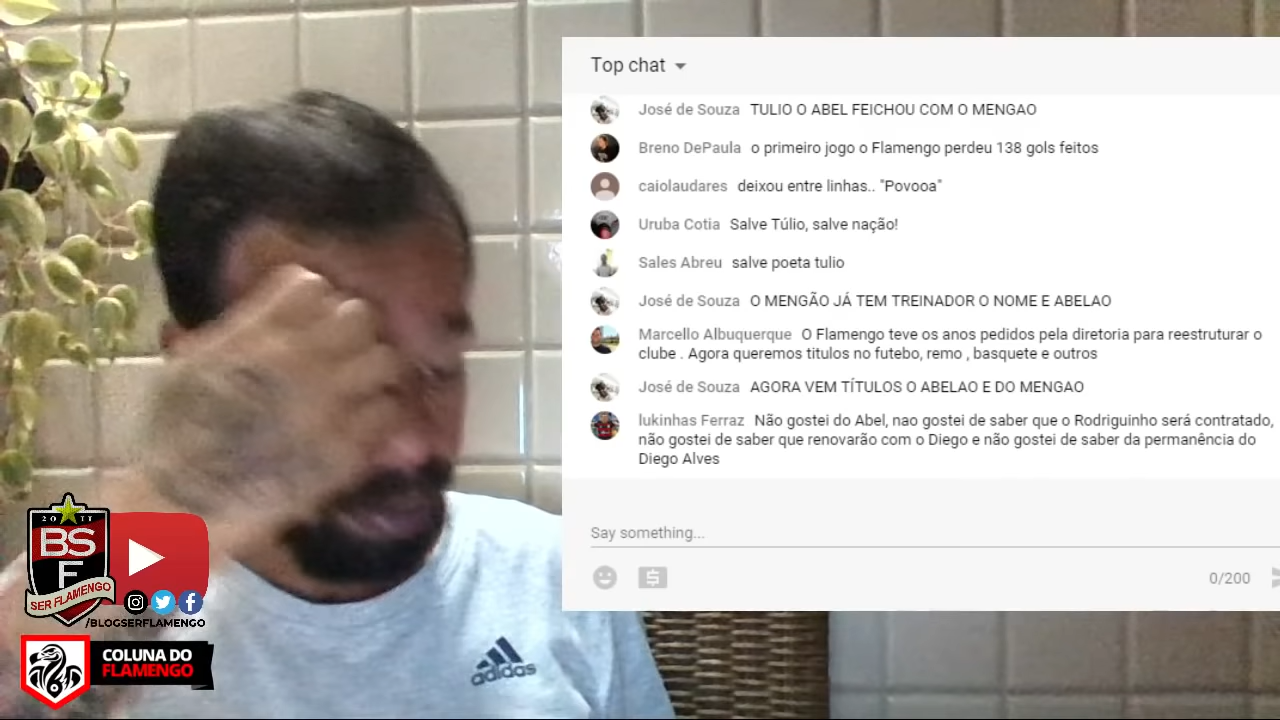 Top chat
José de Souza TULIO O ABEL FEICHOU COM O MENGAO
Breno DePaula o primeiro jogo o Flamengo perdeu 138 gols feitos
caiolaudares deixou entre linhas.. "Povooa"
Uruba Cotia Salve Túlio, salve nação!
Sales Abreu salve poeta tulio
José de Souza O MENGÃO JÁ TEM TREINADOR O NOME E ABELAO
Marcello Albuquerque O Flamengo teve os anos pedidos pela diretoria para reestruturar o
clube . Agora queremos titulos no futebo, remo , basquete e outros
José de Souza AGORA VEM TÍTULOS O ABELAO E DO MENGAO
lukinhas Ferraz Não gostei do Abel, nao gostei de saber que o Rodriguinho será contratado,
não gostei de saber que renovarão com o Diego e não gostei de saber da permanência do
Diego Alves
Say something...
0/200
2011
BS
F
SER FLAMENGO
/BLOGSERFLAMENGO
COLUNA DO
FLAMENGO
adidas